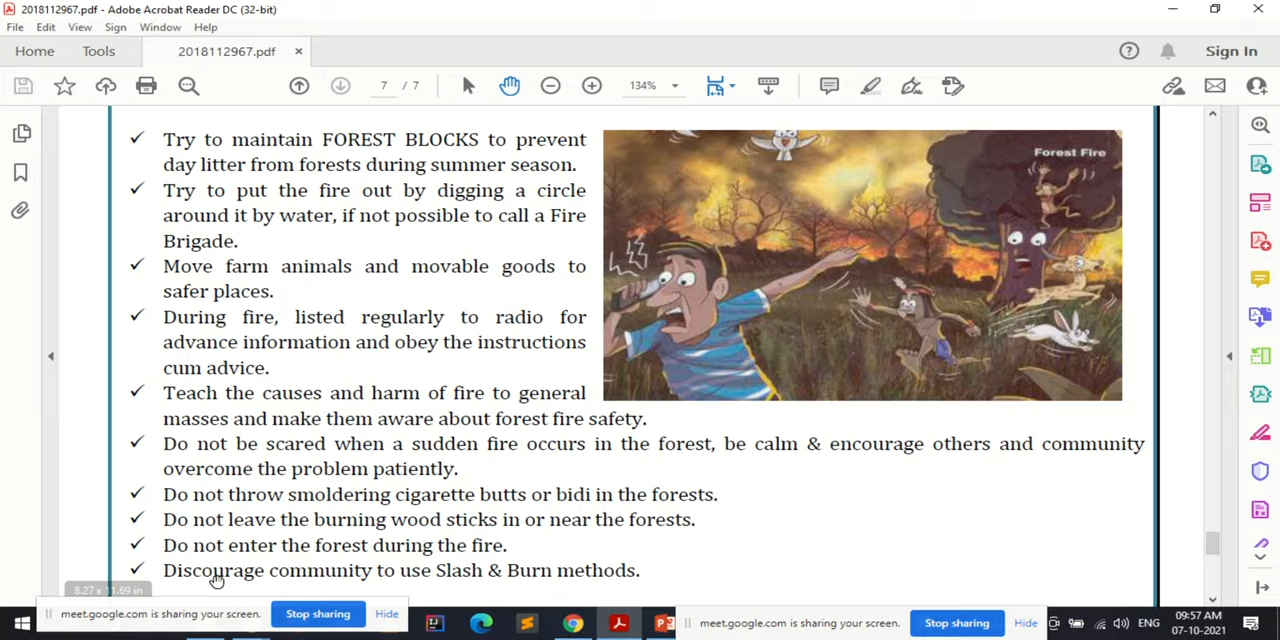 2018112967.pdf - Adobe Acrobat Reader DC (32-bit)
File Edit View Sign Window Help
Home Tools 2018112967.pdf × Sign In
7 / 7 134%
✓ Try to maintain FOREST BLOCKS to prevent
day litter from forests during summer season.
✓ Try to put the fire out by digging a circle
around it by water, if not possible to call a Fire
Brigade.
✓ Move farm animals and movable goods to
safer places.
✓ During fire, listed regularly to radio for
advance information and obey the instructions
cum advice.
✓ Teach the causes and harm of fire to general
masses and make them aware about forest fire safety.
✓ Do not be scared when a sudden fire occurs in the forest, be calm & encourage others and community
overcome the problem patiently.
✓ Do not throw smoldering cigarette butts or bidi in the forests.
✓ Do not leave the burning wood sticks in or near the forests.
✓ Do not enter the forest during the fire.
✓ Discourage community to use Slash & Burn methods.
Forest Fire
8.27 x 11.69 in
meet.google.com is sharing your screen. Stop sharing Hide
meet.google.com is sharing your screen. Stop sharing Hide
ENG
09:57 AM
07-10-2021